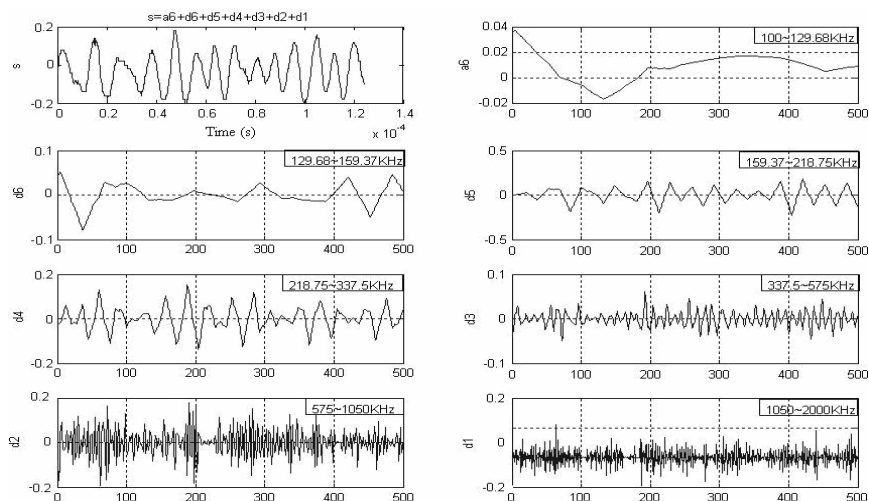 s=a6+d6+d5+d4+d3+d2+d1
0.2
0
-0.2
s
0 0.2 0.4 0.6 0.8 1 1.2 1.4
Time (s)
x 10⁻⁴
100~129.68KHz
0.04
0.02
0
-0.02
a6
0 100 200 300 400 500
129.68~159.37KHz
0.1
0
-0.1
d6
0 100 200 300 400 500
159.37~218.75KHz
0.5
0
-0.5
d5
0 100 200 300 400 500
218.75~337.5KHz
0.2
0
-0.2
d4
0 100 200 300 400 500
337.5~575KHz
0.1
0
-0.1
d3
0 100 200 300 400 500
575~1050KHz
0.2
0
-0.2
d2
0 100 200 300 400 500
1050~2000KHz
0.2
0
-0.2
d1
0 100 200 300 400 500